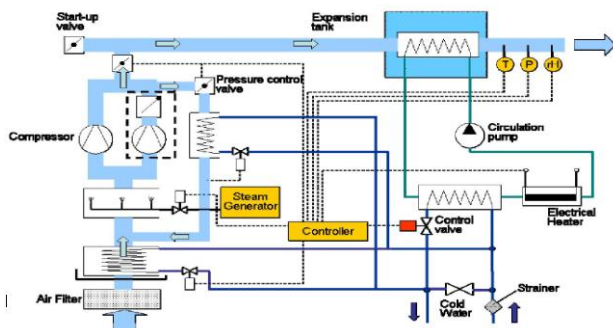 Start-up
valve
Expansion
tank
Pressure control
valve
T
P
rH
Compressor
Circulation
pump
Steam
Generator
Controller
Control
valve
Electrical
Heater
Air Filter
Cold
Water
Strainer